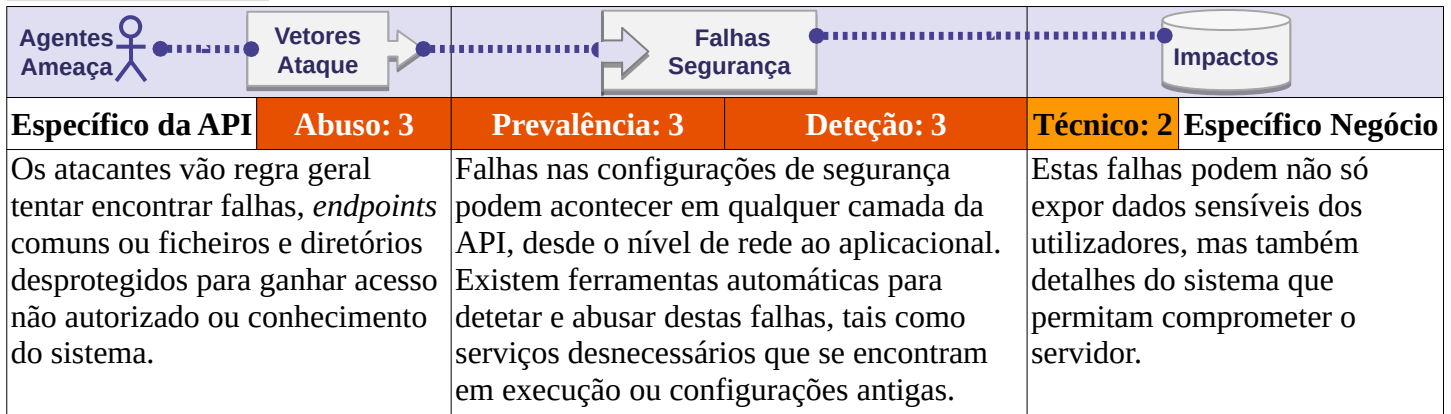 Agentes
Ameaça
Vetores
Ataque
Falhas
Segurança
Impactos
Específico da API
Abuso: 3
Prevalência: 3
Deteção: 3
Técnico: 2
Específico Negócio
Os atacantes vão regra geral
tentar encontrar falhas, endpoints
comuns ou ficheiros e diretórios
desprotegidos para ganhar acesso
não autorizado ou conhecimento
do sistema.
Falhas nas configurações de segurança
podem acontecer em qualquer camada da
API, desde o nível de rede ao aplicacional.
Existem ferramentas automáticas para
detetar e abusar destas falhas, tais como
serviços desnecessários que se encontram
em execução ou configurações antigas.
Estas falhas podem não só
expor dados sensíveis dos
utilizadores, mas também
detalhes do sistema que
permitam comprometer o
servidor.